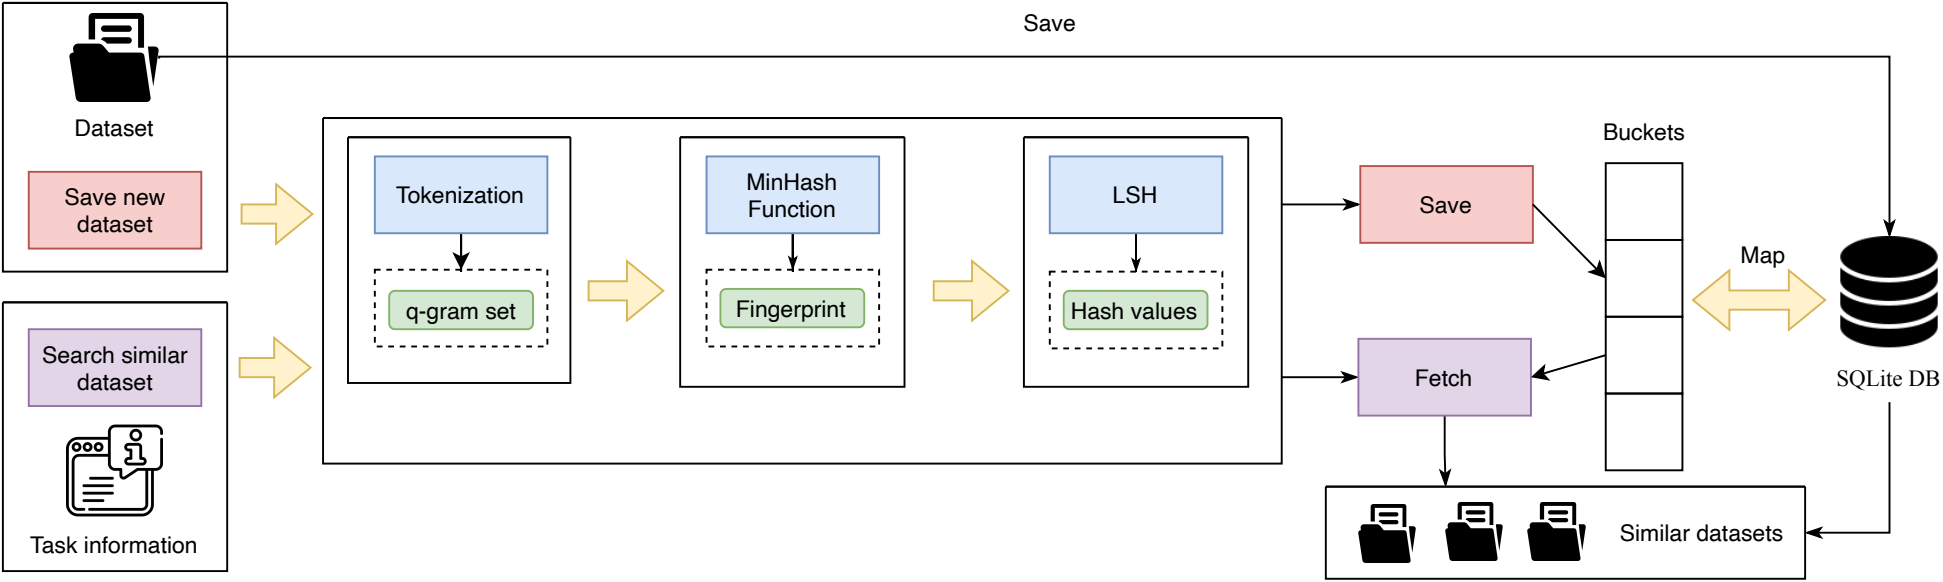 Save
Dataset
Save new
dataset
Search similar
dataset
Task information
Tokenization
q-gram set
MinHash
Function
Fingerprint
LSH
Hash values
Save
Fetch
Buckets
Map
SQLite DB
Similar datasets